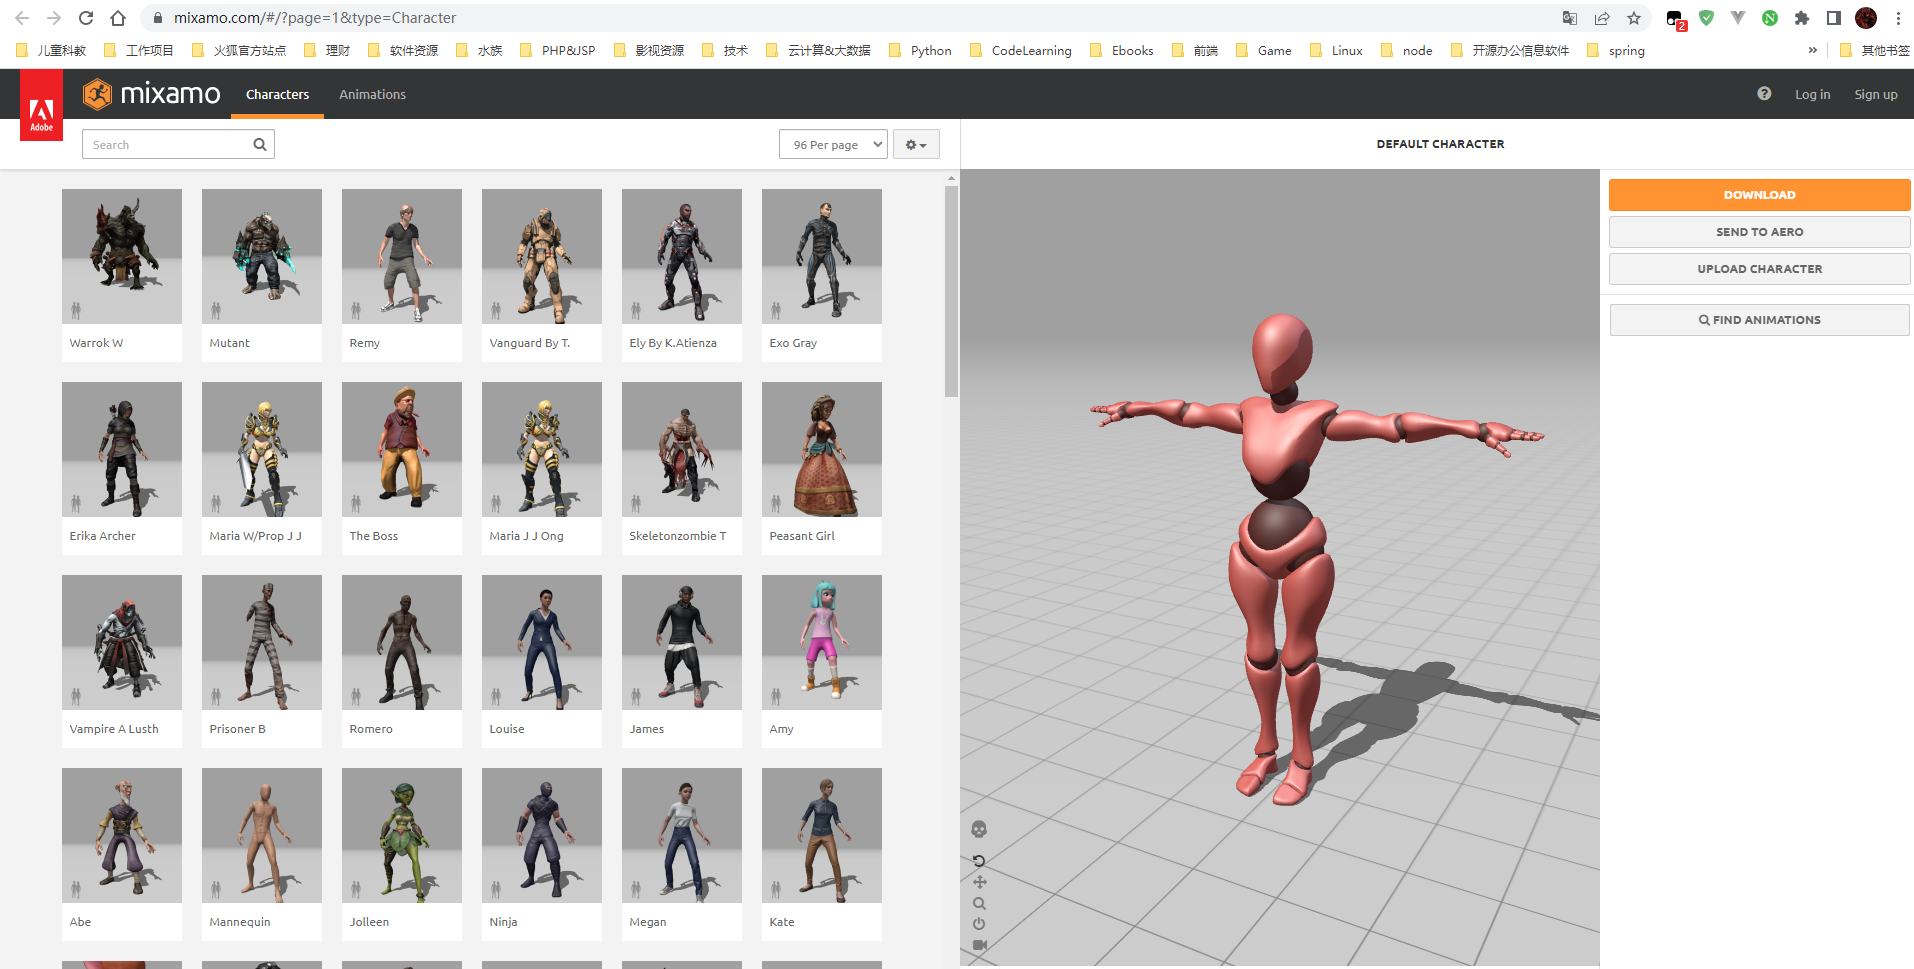 mixamo.com/#/?page=1&type=Character
2
儿童科教 工作项目 火狐官方站点 理财 软件资源 水族 PHP&JSP 影视资源 技术 云计算&大数据 Python CodeLearning Ebooks 前端 Game Linux node 开源办公信息软件 spring » 其他书签
Adobe
mixamo Characters Animations Log in Sign up
Search 96 Per page DEFAULT CHARACTER
DOWNLOAD
SEND TO AERO
UPLOAD CHARACTER
FIND ANIMATIONS
Warrok W Mutant Remy Vanguard By T. Ely By K.Atienza Exo Gray
Erika Archer Maria W/Prop J J The Boss Maria J J Ong Skeletonzombie T Peasant Girl
Vampire A Lusth Prisoner B Romero Louise James Amy
Abe Mannequin Jolleen Ninja Megan Kate